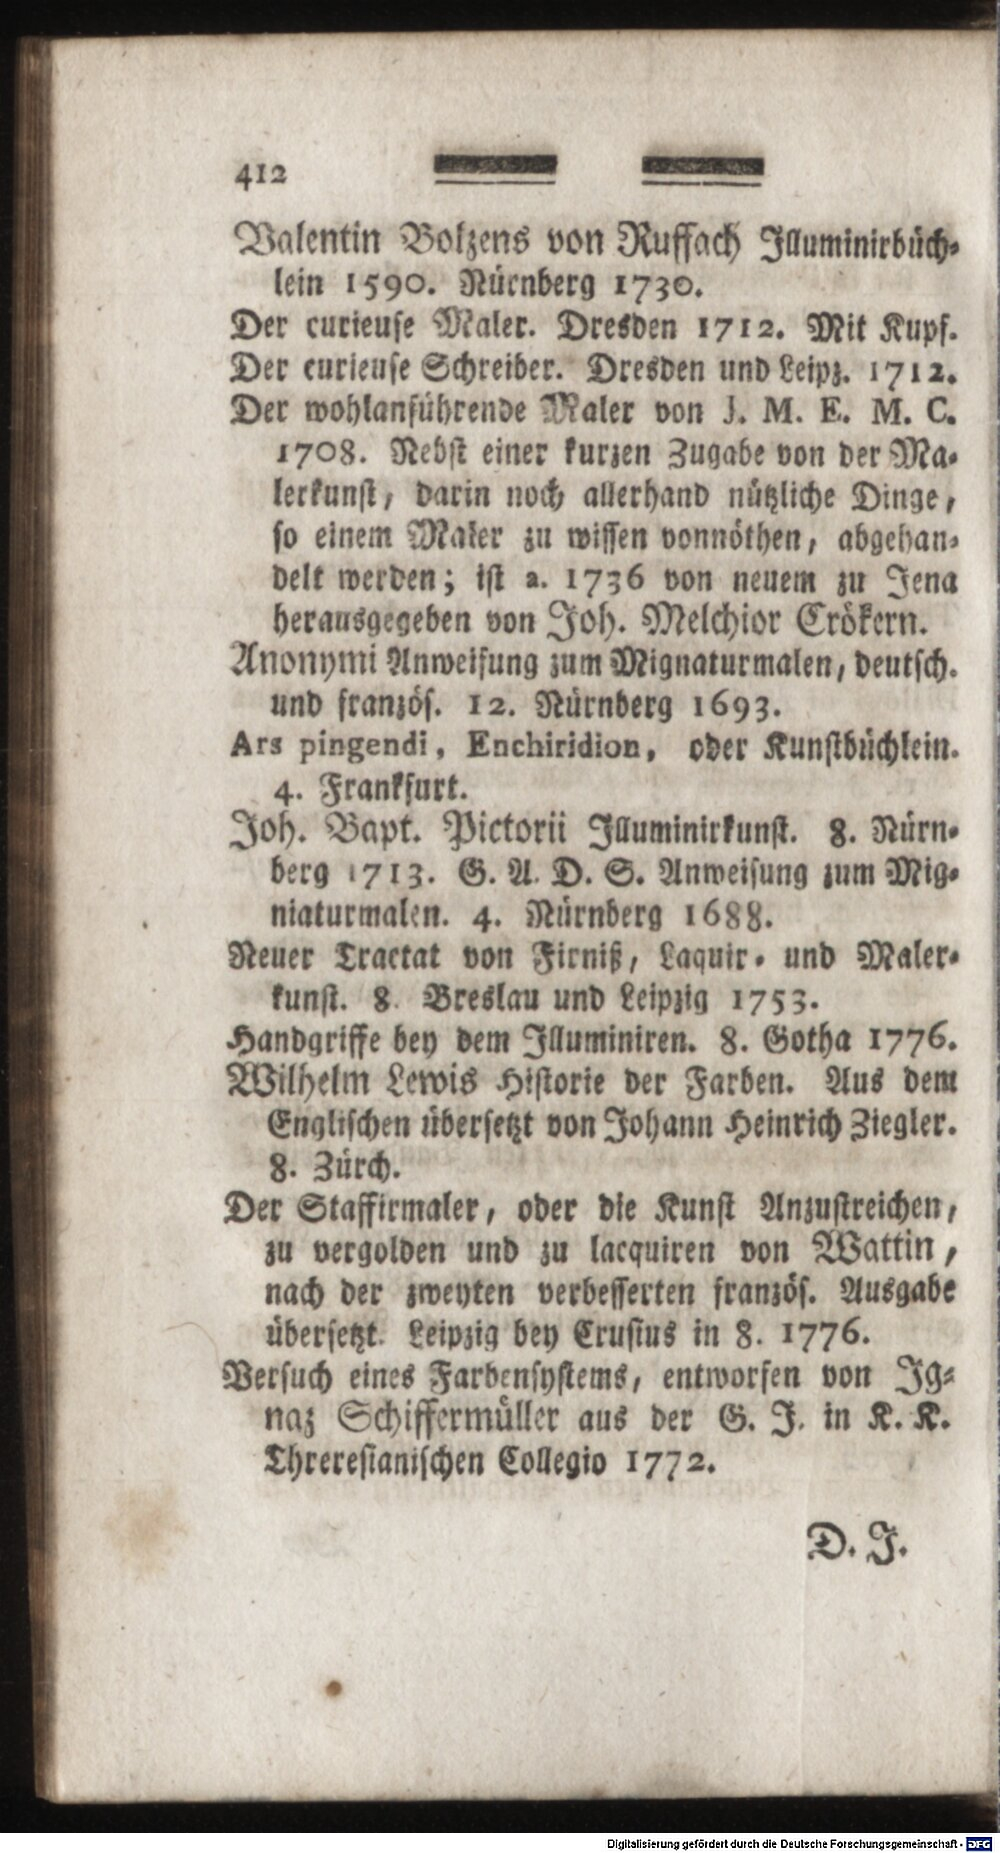 412
Valentin Bolzens von Ruffach Illuminirbüch-
lein 1590. Nürnberg 1730.
Der curieuse Maler. Dresden 1712. Mit Kupf.
Der curieuse Schreiber. Dresden und Leipz. 1712.
Der wohlanführende Maler von J. M. E. M. C.
1708. Nebst einer kurzen Zugabe von der Ma-
lerkunst, darin noch allerhand nützliche Dinge,
so einem Maler zu wissen vonnöthen, abgehan-
delt werden; ist a. 1736 von neuem zu Jena
herausgegeben von Joh. Melchior Crökern.
Anonymi Anweisung zum Mignaturmalen, deutsch.
und französ. 12. Nürnberg 1693.
Ars pingendi, Enchiridion, oder Kunstbüchlein.
4. Frankfurt.
Joh. Bapt. Pictorii Illuminirkunst. 8. Nürn-
berg 1713. G. A. D. S. Anweisung zum Mig-
niaturmalen. 4. Nürnberg 1688.
Neuer Tractat von Firniß, Laquir- und Maler-
kunst. 8. Breslau und Leipzig 1753.
Handgriffe bey dem Illuminiren. 8. Gotha 1776.
Wilhelm Lewis Historie der Farben. Aus dem
Englischen übersetzt von Johann Heinrich Ziegler.
8. Zürch.
Der Staffirmaler, oder die Kunst Anzustreichen,
zu vergolden und zu lacquiren von Wattin,
nach der zweyten verbesserten französ. Ausgabe
übersetzt. Leipzig bey Crusius in 8. 1776.
Versuch eines Farbensystems, entworfen von Ig-
naz Schiffermüller aus der G. J. in K. K.
Threresianischen Collegio 1772.
D. J.
Digitalisierung gefördert durch die Deutsche Forschungsgemeinschaft - DFG